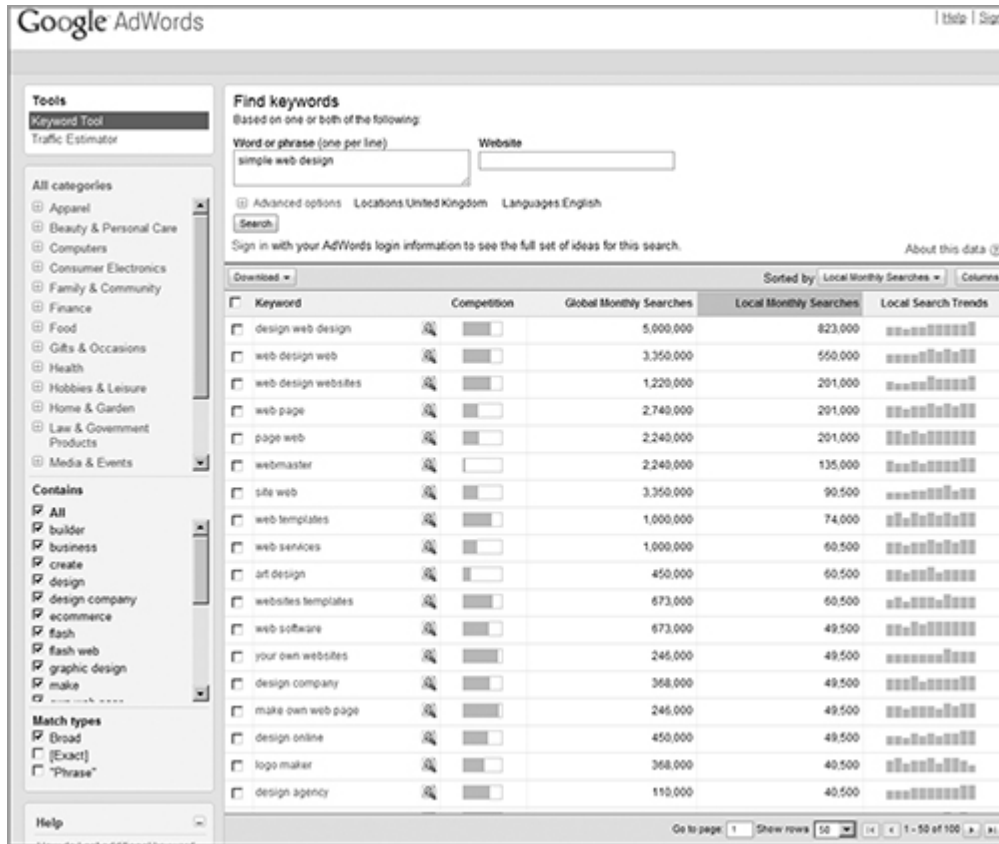 Google AdWords
| Help | Sign
Tools
Keyword Tool
Traffic Estimator
All categories
Apparel
Beauty & Personal Care
Computers
Consumer Electronics
Family & Community
Finance
Food
Gifts & Occasions
Health
Hobbies & Leisure
Home & Garden
Law & Government
Products
Media & Events
Contains
All
builder
business
create
design
design company
ecommerce
flash
flash web
graphic design
make
Match types
Broad
[Exact]
"Phrase"
Help
Find keywords
Based on one or both of the following:
Word or phrase (one per line) Website
simple web design
Advanced options Locations:United Kingdom Languages:English
Search
Sign in with your AdWords login information to see the full set of ideas for this search.
About this data
Download Sorted by Local Monthly Searches Columns
Keyword Competition Global Monthly Searches Local Monthly Searches Local Search Trends
design web design 5,000,000 823,000
web design web 3,350,000 550,000
web design websites 1,220,000 201,000
web page 2,740,000 201,000
page web 2,240,000 201,000
webmaster 2,240,000 135,000
site web 3,350,000 90,500
web templates 1,000,000 74,000
web services 1,000,000 60,500
art design 450,000 60,500
websites templates 673,000 60,500
web software 673,000 49,500
your own websites 246,000 49,500
design company 368,000 49,500
make own web page 246,000 49,500
design online 450,000 49,500
logo maker 368,000 40,500
design agency 110,000 40,500
Go to page: 1 Show rows 50 1 - 50 of 100